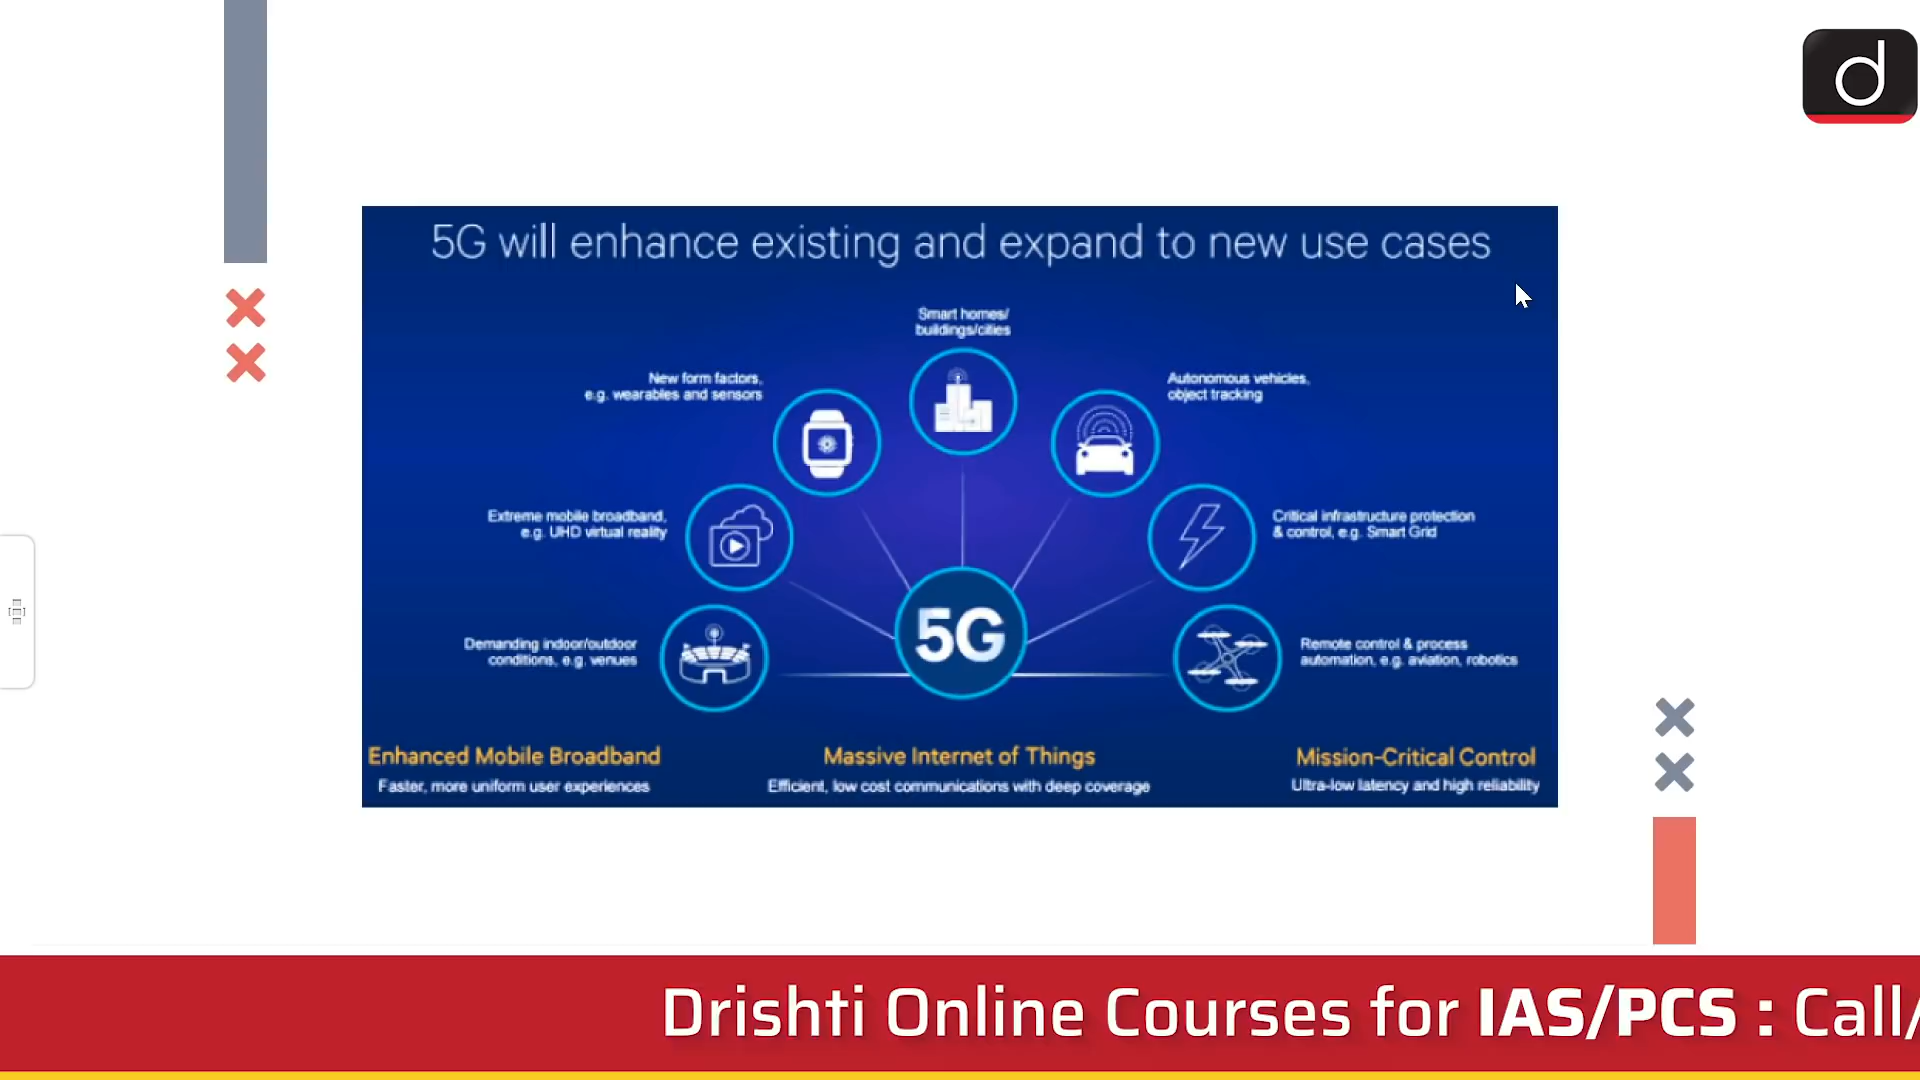 d
5G will enhance existing and expand to new use cases
Smart homes/
buildings/cities
New form factors,
e.g. wearables and sensors
Autonomous vehicles,
object tracking
Extreme mobile broadband,
e.g. UHD virtual reality
Critical infrastructure protection
& control, e.g. Smart Grid
5G
Demanding indoor/outdoor
conditions, e.g. venues
Remote control & process
automation, e.g. aviation, robotics
Enhanced Mobile Broadband
Faster, more uniform user experiences
Massive Internet of Things
Efficient, low cost communications with deep coverage
Mission-Critical Control
Ultra-low latency and high reliability
Drishti Online Courses for IAS/PCS : Call/